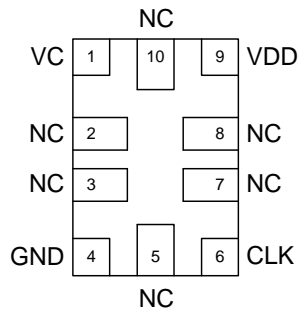 NC
VC 1 10 9 VDD
NC 2 8 NC
NC 3 7 NC
GND 4 5 6 CLK
NC